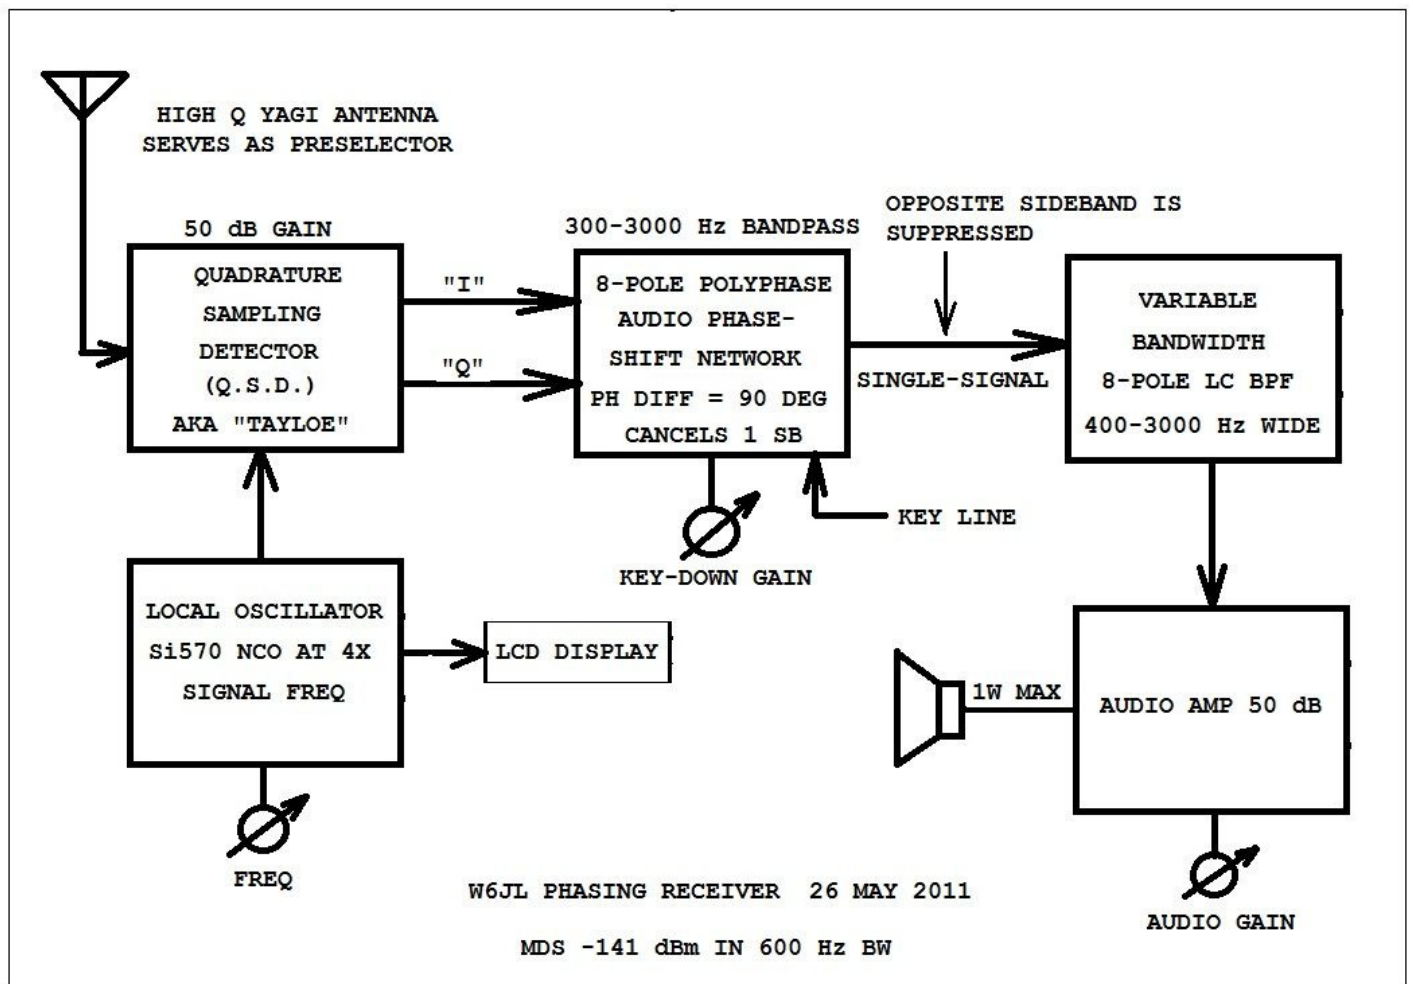 HIGH Q YAGI ANTENNA
SERVES AS PRESELECTOR
50 dB GAIN
QUADRATURE
SAMPLING
DETECTOR
(Q.S.D.)
AKA "TAYLOE"
"I"
"Q"
300-3000 Hz BANDPASS
8-POLE POLYPHASE
AUDIO PHASE-
SHIFT NETWORK
PH DIFF = 90 DEG
CANCELS 1 SB
OPPOSITE SIDEBAND IS
SUPPRESSED
SINGLE-SIGNAL
VARIABLE
BANDWIDTH
8-POLE LC BPF
400-3000 Hz WIDE
KEY LINE
KEY-DOWN GAIN
LOCAL OSCILLATOR
Si570 NCO AT 4X
SIGNAL FREQ
LCD DISPLAY
FREQ
1W MAX
AUDIO AMP 50 dB
AUDIO GAIN
W6JL PHASING RECEIVER 26 MAY 2011
MDS -141 dBm IN 600 Hz BW